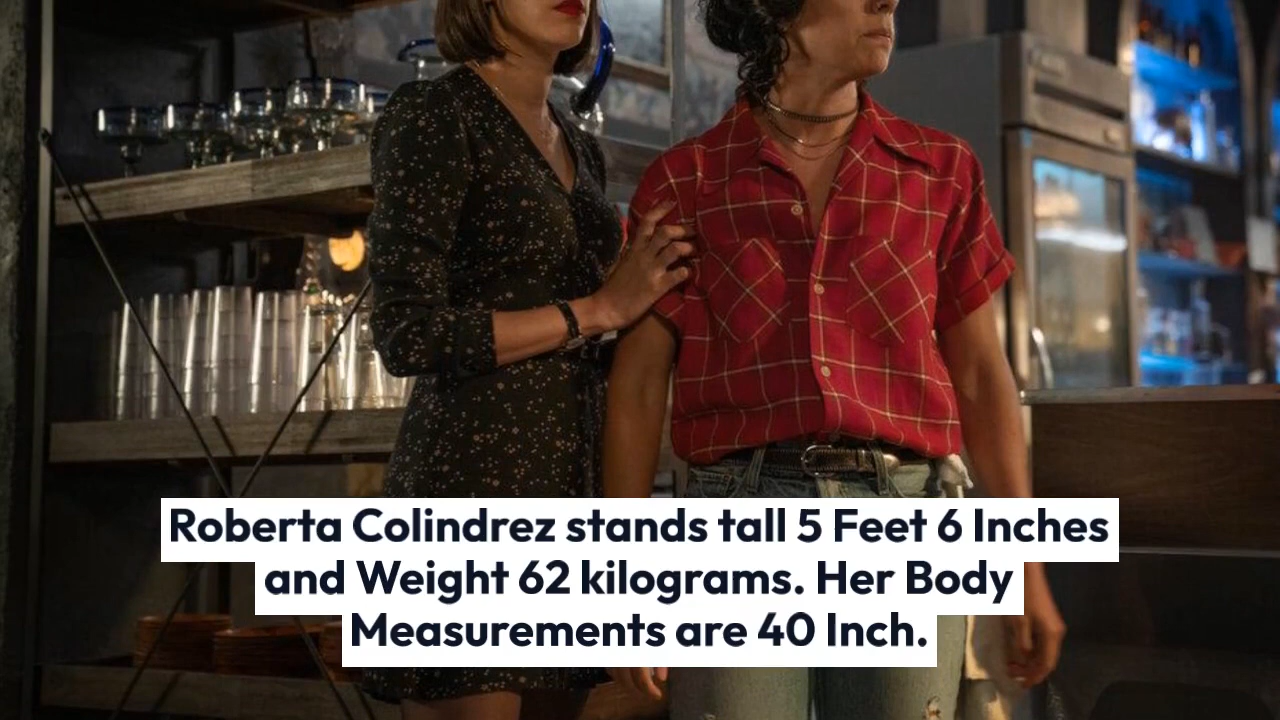 Roberta Colindrez stands tall 5 Feet 6 Inches
and Weight 62 kilograms. Her Body
Measurements are 40 Inch.